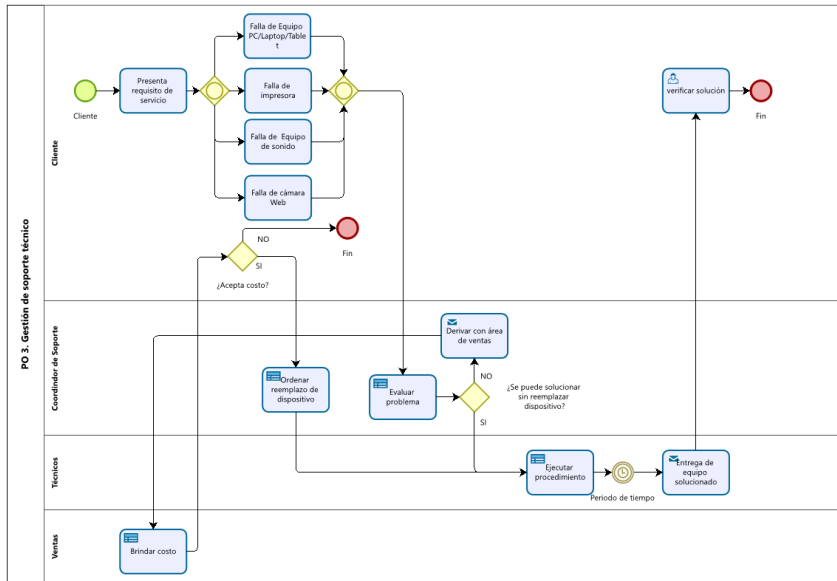 PO 3. Gestión de soporte técnico
Cliente
Cliente
Presenta
requisito de
servicio
Falla de Equipo
PC/Laptop/Table
t
Falla de
impresora
Falla de Equipo
de sonido
Falla de cámara
Web
verificar solución
Fin
NO
Fin
SI
¿Acepta costo?
Coordindor de Soporte
Derivar con área
de ventas
Ordenar
reemplazo de
dispositivo
Evaluar
problema
NO
¿Se puede solucionar
sin reemplazar
dispositivo?
SI
Técnicos
Ejecutar
procedimiento
Periodo de tiempo
Entrega de
equipo
solucionado
Ventas
Brindar costo